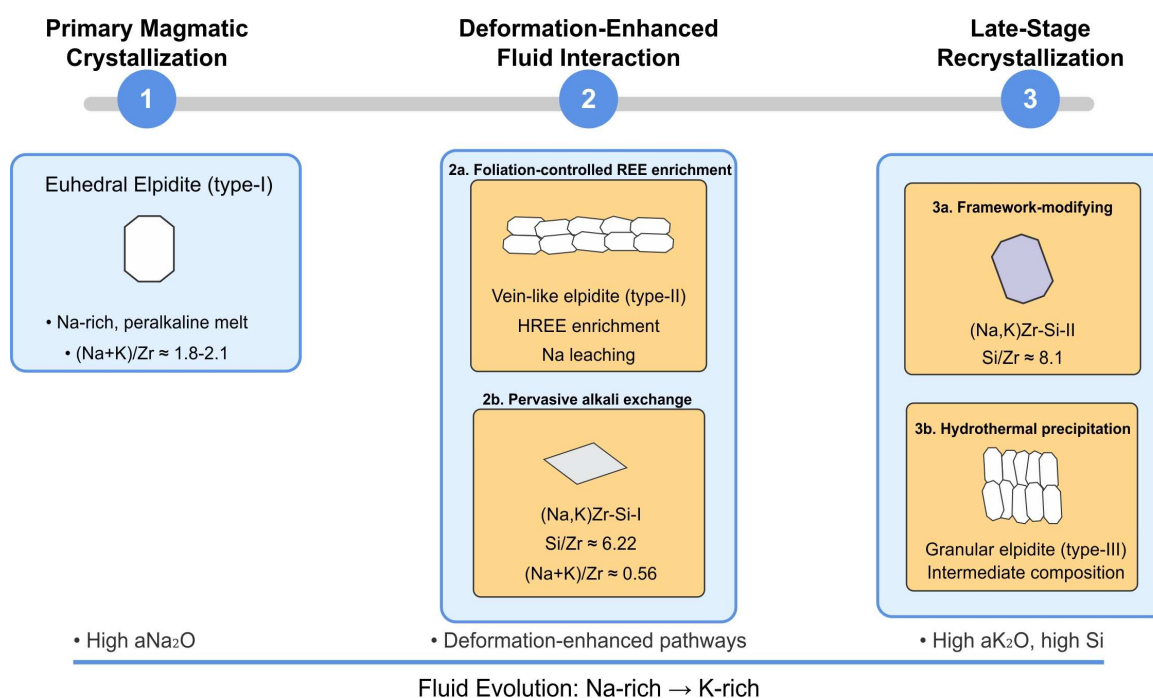 Primary Magmatic
Crystallization
1
Deformation-Enhanced
Fluid Interaction
2
Late-Stage
Recrystallization
3
Euhedral Elpidite (type-I)
• Na-rich, peralkaline melt
• (Na+K)/Zr ≈ 1.8-2.1
2a. Foliation-controlled REE enrichment
Vein-like elpidite (type-II)
HREE enrichment
Na leaching
2b. Pervasive alkali exchange
(Na,K)Zr-Si-I
Si/Zr ≈ 6.22
(Na+K)/Zr ≈ 0.56
3a. Framework-modifying
(Na,K)Zr-Si-II
Si/Zr ≈ 8.1
3b. Hydrothermal precipitation
Granular elpidite (type-III)
Intermediate composition
• High aNa₂O
• Deformation-enhanced pathways
• High aK₂O, high Si
Fluid Evolution: Na-rich → K-rich